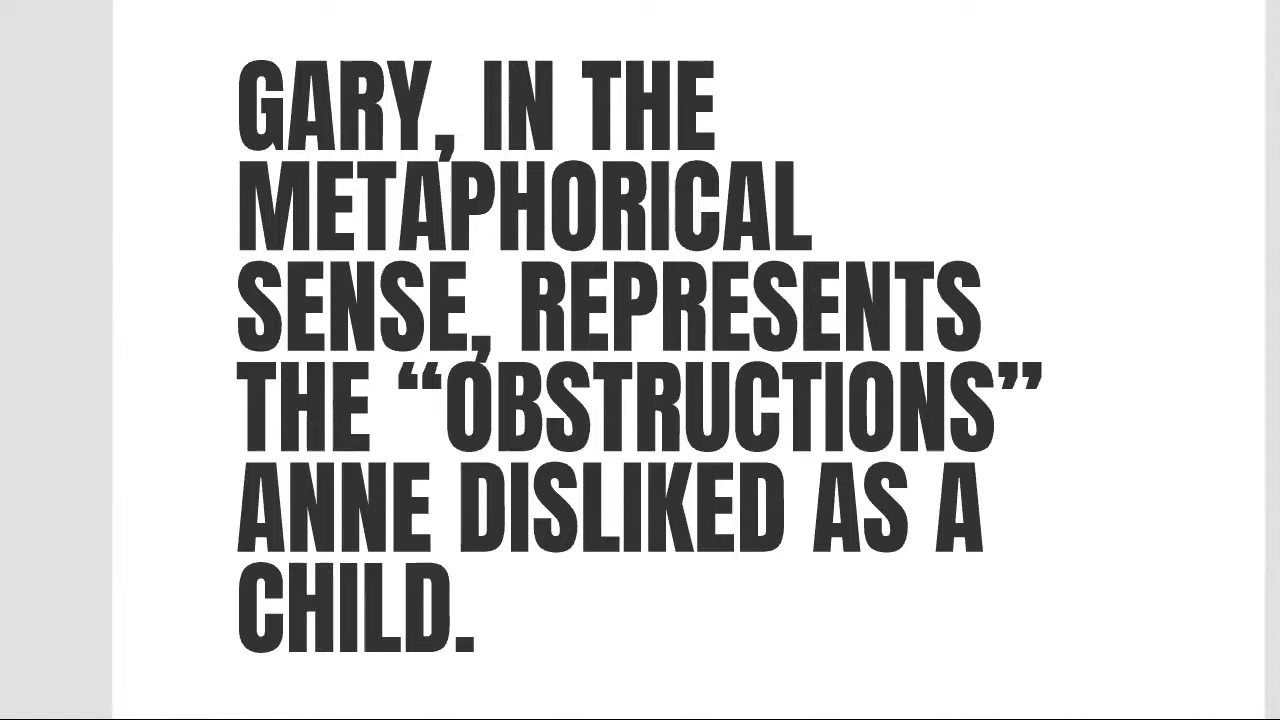 GARY, IN THE
METAPHORICAL
SENSE, REPRESENTS
THE “OBSTRUCTIONS”
ANNE DISLIKED AS A
CHILD.